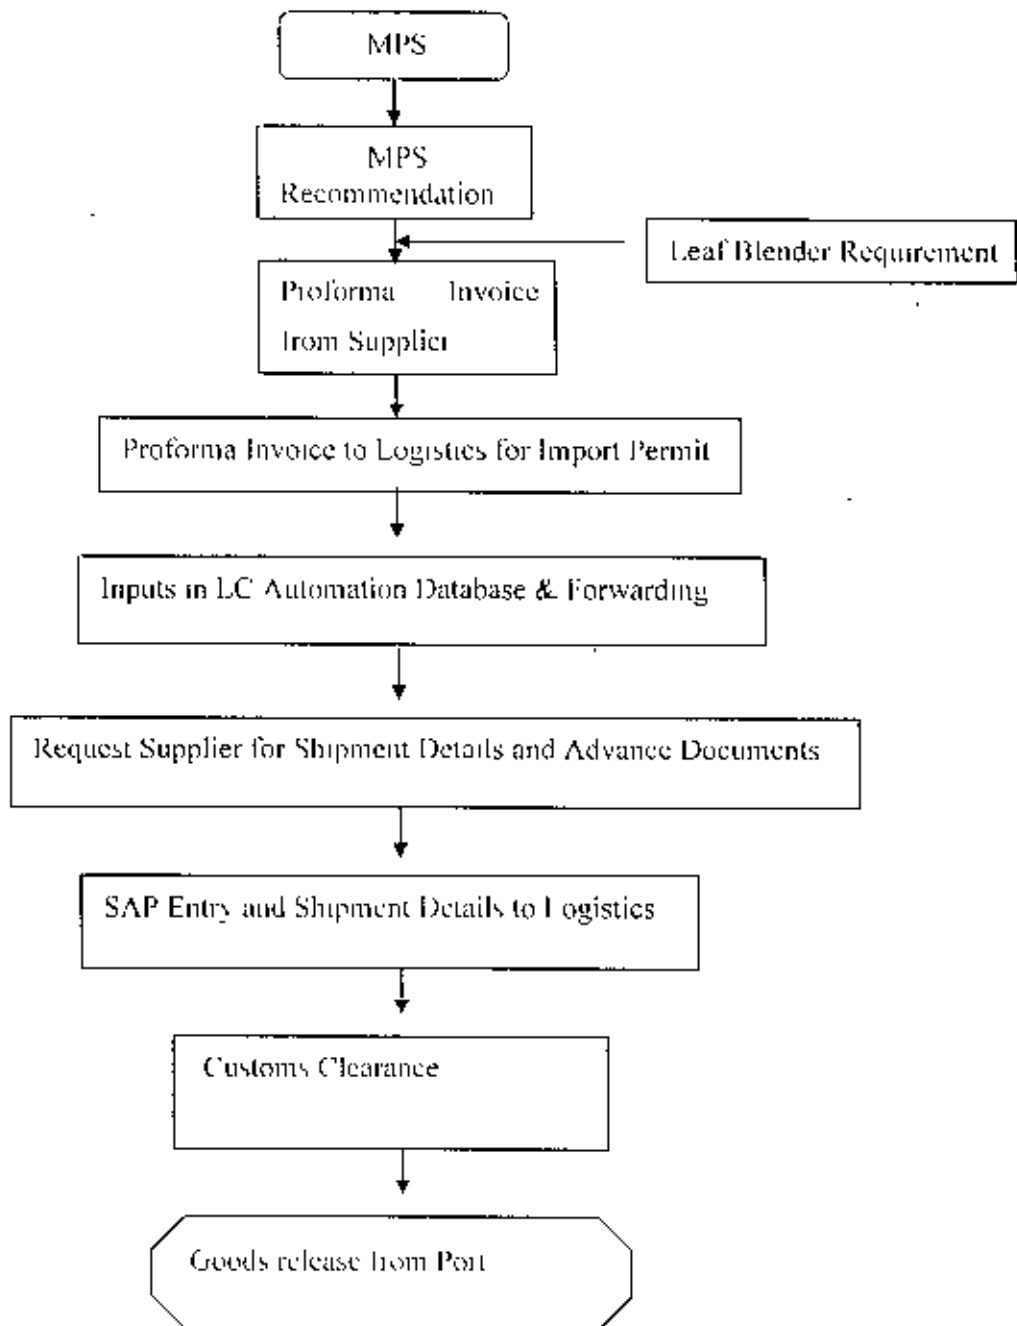 MPS
MPS
Recommendation
Leaf Blender Requirement
Proforma Invoice
from Supplier
Proforma Invoice to Logistics for Import Permit
Inputs in LC Automation Database & Forwarding
Request Supplier for Shipment Details and Advance Documents
SAP Entry and Shipment Details to Logistics
Customs Clearance
Goods release from Port